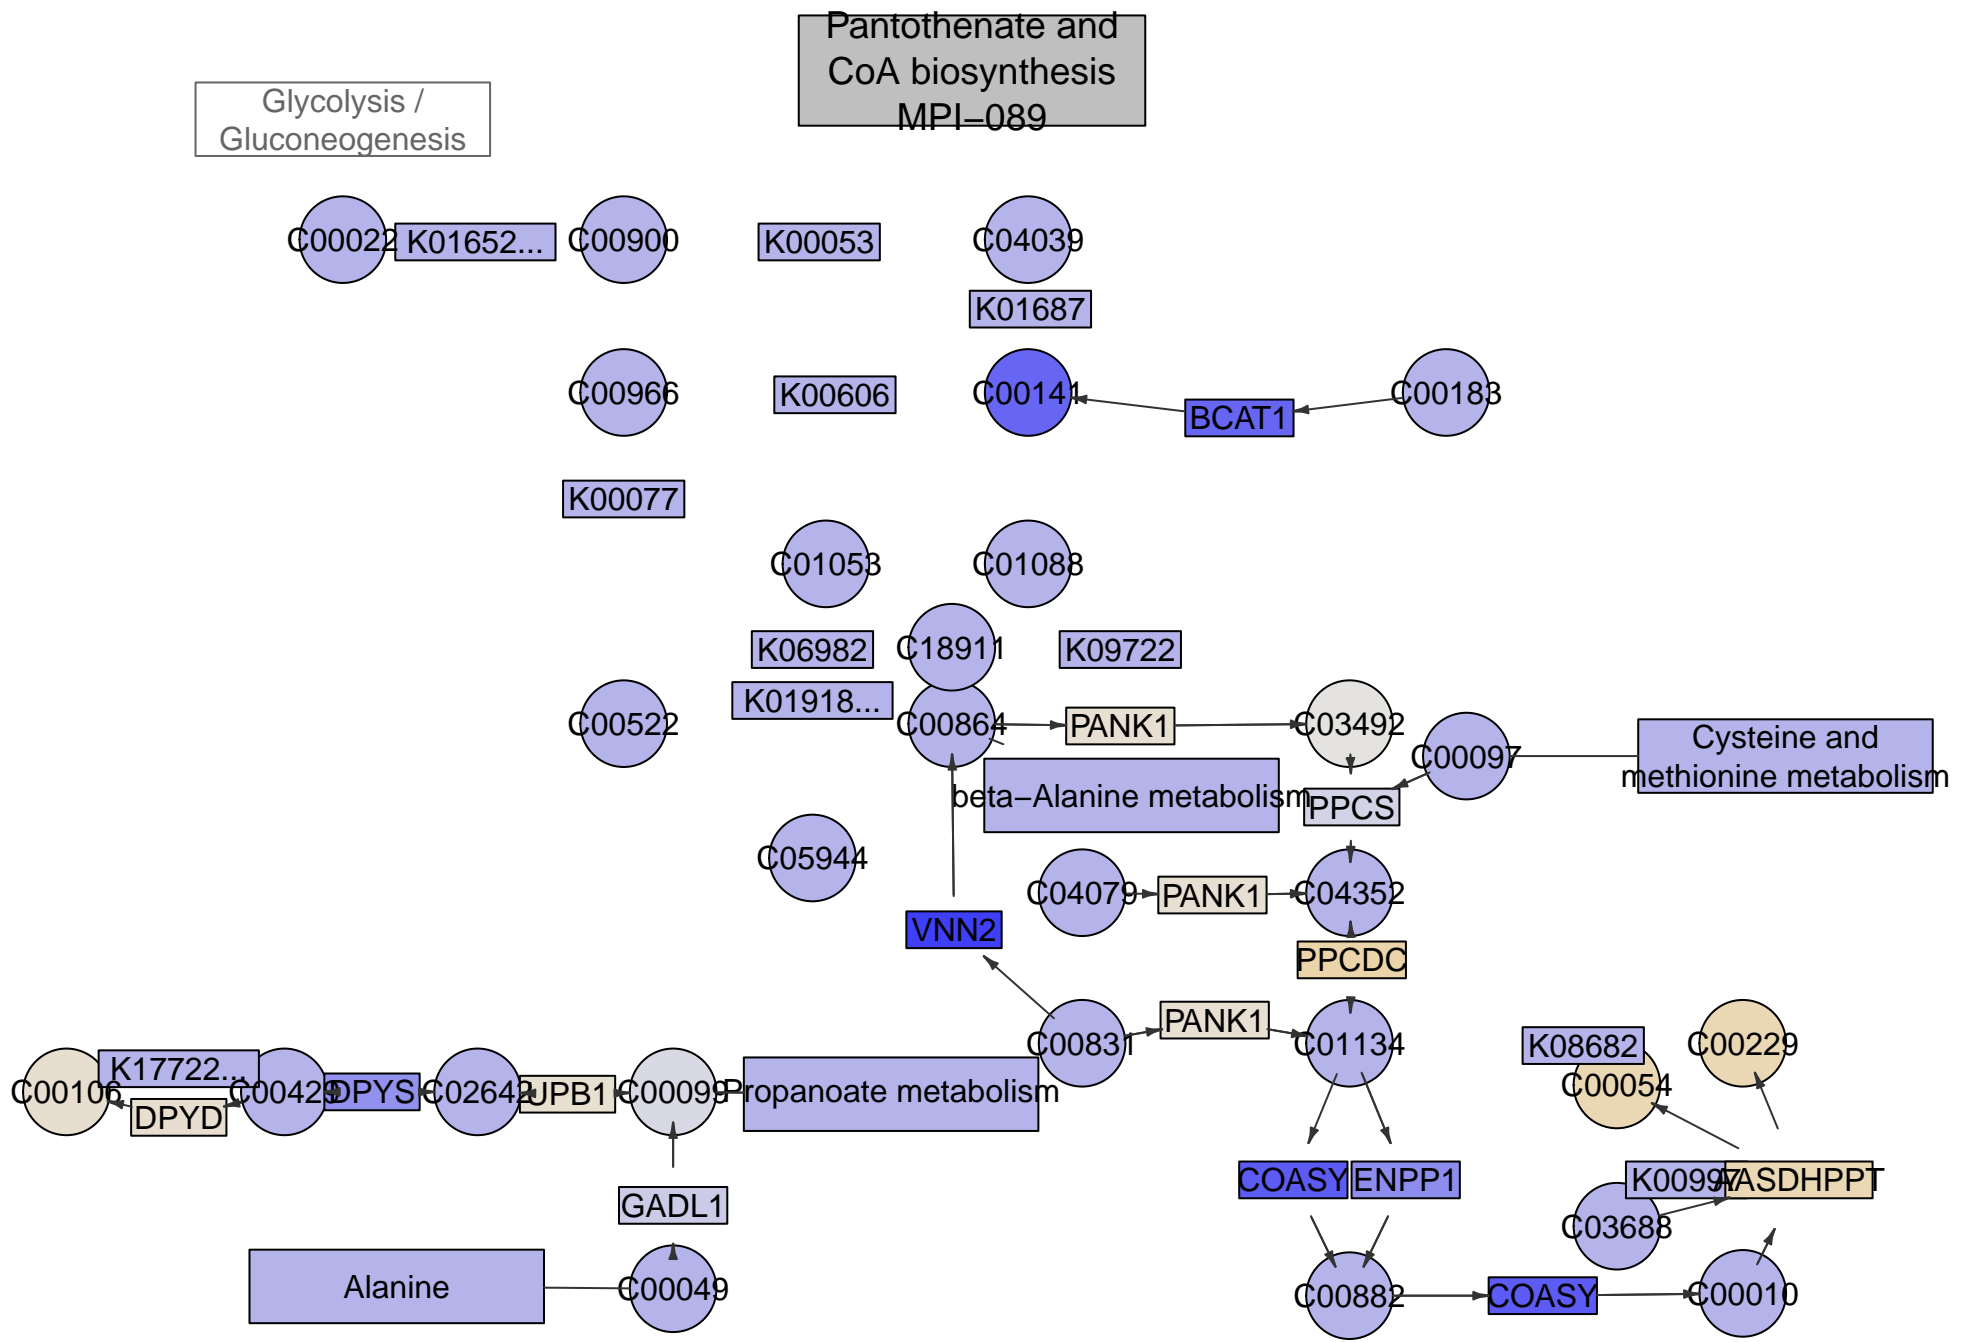 Pantothenate and
CoA biosynthesis
MPI−089
Glycolysis /
Gluconeogenesis
C00022
K01652...
C00900
K00053
C04039
K01687
C00966
K00606
C00141
BCAT1
C00183
K00077
C01053
C01088
K06982
C18911
K09722
K01918...
C00522
C00864
PANK1
C03492
C00097
Cysteine and
methionine metabolism
beta−Alanine metabolism
PPCS
C05944
C04079
PANK1
C04352
VNN2
PPCDC
C00831
PANK1
C01134
K08682
C00229
C00054
C00106
K17722...
DPYD
C00429
DPYS
C02642
UPB1
C00099
Propanoate metabolism
COASY
ENPP1
K00997
AASDHPPT
GADL1
C03688
Alanine
C00049
C00882
COASY
C00010